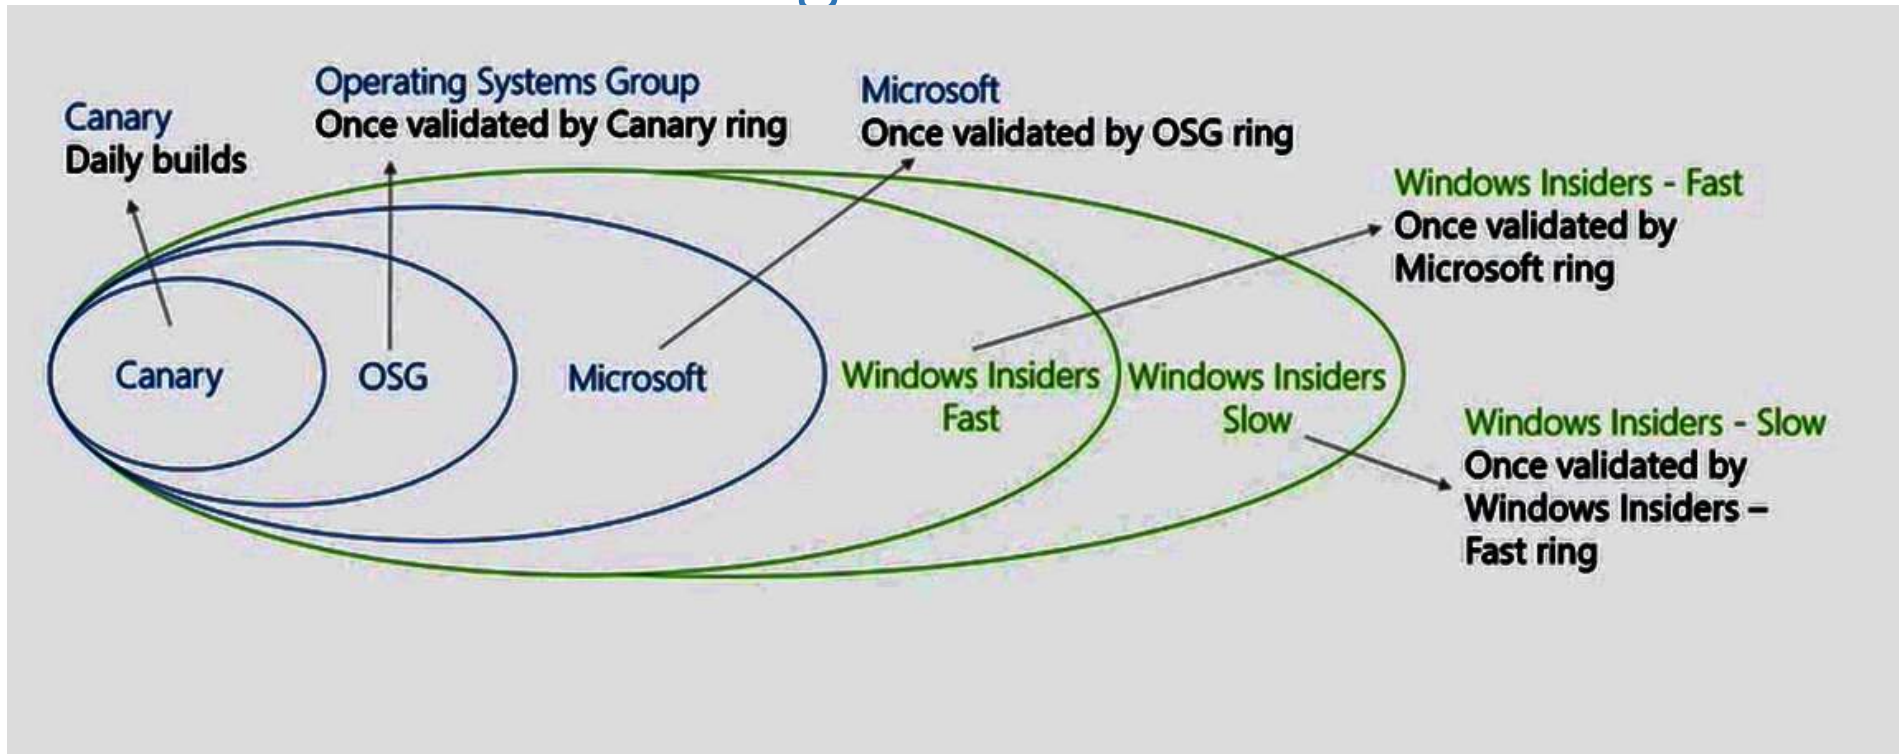 Canary
Daily builds
Operating Systems Group
Once validated by Canary ring
Microsoft
Once validated by OSG ring
Windows Insiders - Fast
Once validated by
Microsoft ring
Canary
OSG
Microsoft
Windows Insiders
Fast
Windows Insiders
Slow
Windows Insiders - Slow
Once validated by
Windows Insiders –
Fast ring